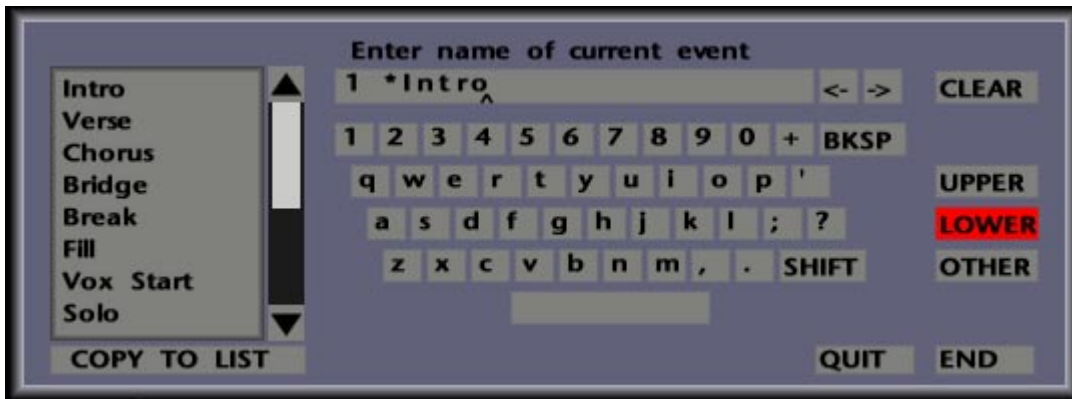 Enter name of current event
1 *Intro
^
<- ->
CLEAR
Intro
Verse
Chorus
Bridge
Break
Fill
Vox Start
Solo
COPY TO LIST
1 2 3 4 5 6 7 8 9 0 + BKSP
q w e r t y u i o p '
UPPER
a s d f g h j k l ; ?
LOWER
z x c v b n m , . SHIFT
OTHER
QUIT
END